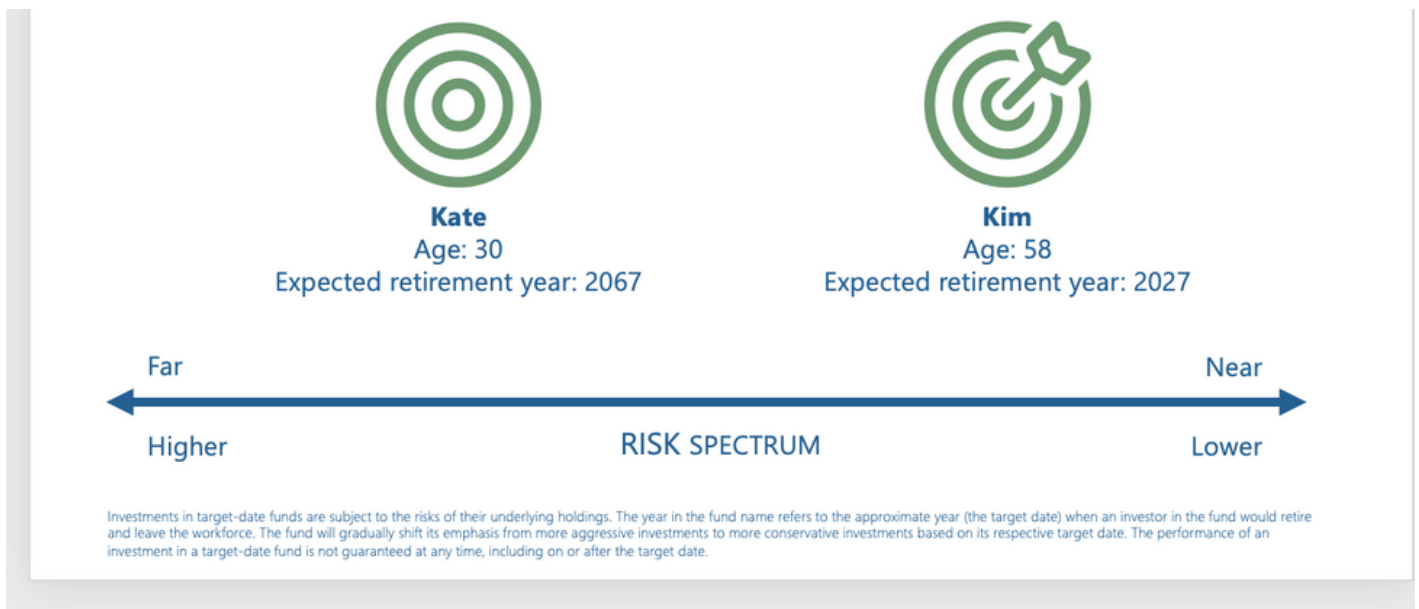 Kate
Age: 30
Expected retirement year: 2067
Kim
Age: 58
Expected retirement year: 2027
Far
Near
Higher
RISK SPECTRUM
Lower
Investments in target-date funds are subject to the risks of their underlying holdings. The year in the fund name refers to the approximate year (the target date) when an investor in the fund would retire
and leave the workforce. The fund will gradually shift its emphasis from more aggressive investments to more conservative investments based on its respective target date. The performance of an
investment in a target-date fund is not guaranteed at any time, including on or after the target date.